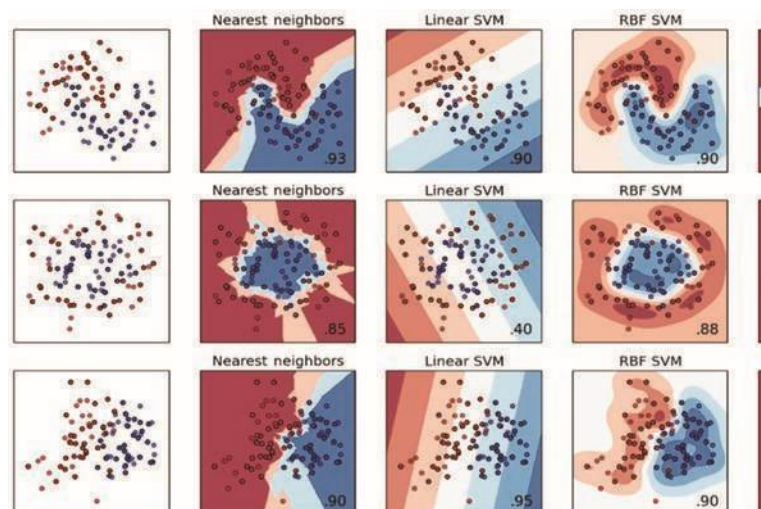 Nearest neighbors Linear SVM RBF SVM
.93 .90 .90
Nearest neighbors Linear SVM RBF SVM
.85 .40 .88
Nearest neighbors Linear SVM RBF SVM
.90 .95 .90